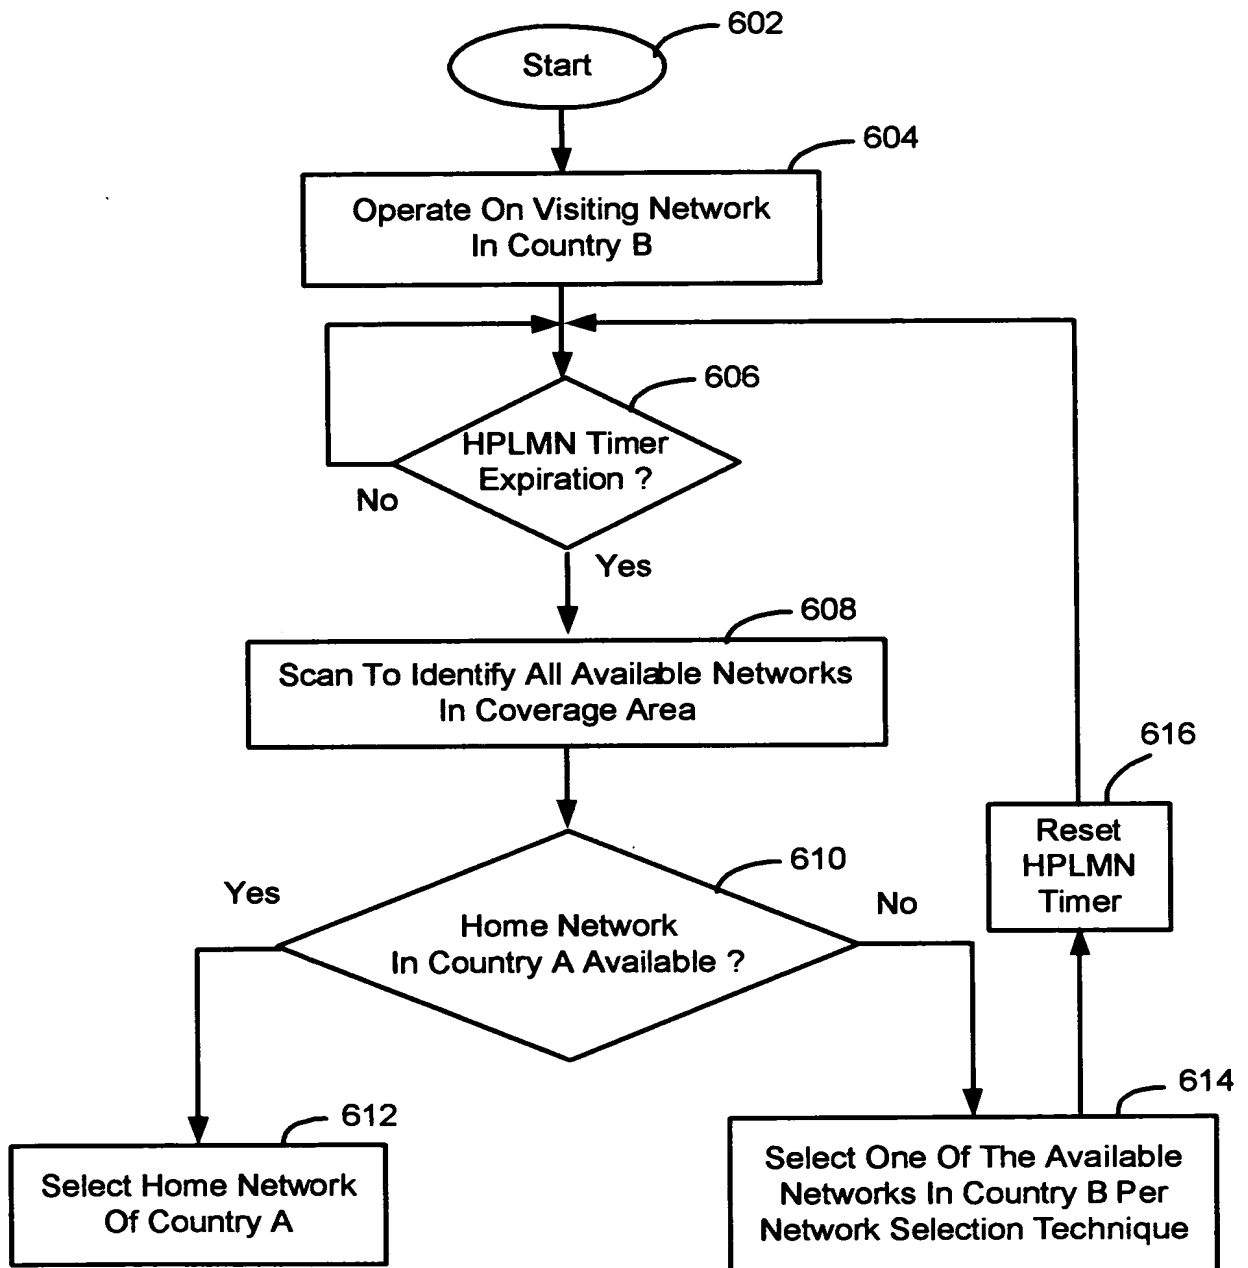 602
Start
604
Operate On Visiting Network
In Country B
606
HPLMN Timer
Expiration ?
No
Yes
608
Scan To Identify All Available Networks
In Coverage Area
616
Reset
HPLMN
Timer
610
Yes
No
Home Network
In Country A Available ?
612
Select Home Network
Of Country A
614
Select One Of The Available
Networks In Country B Per
Network Selection Technique